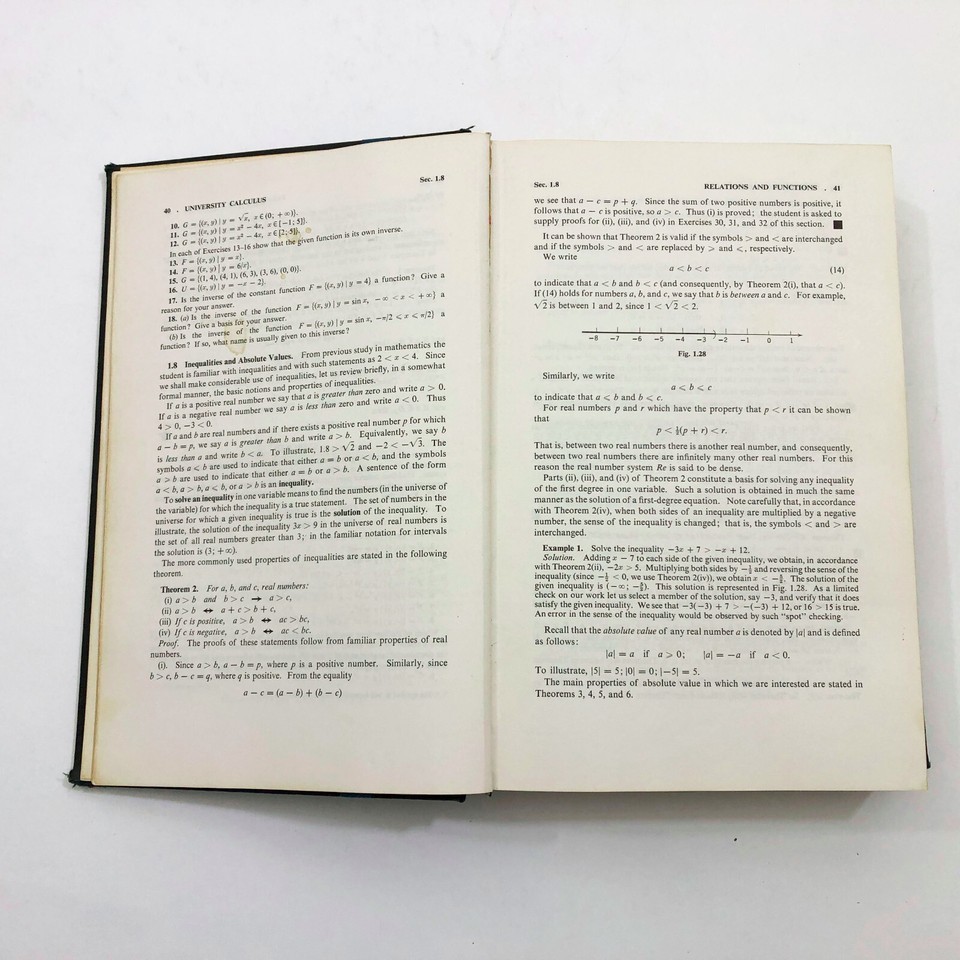 40 . UNIVERSITY CALCULUS
Sec. 1.8
10. G = {(x, y) | y = √x, x ∈ (0; +∞)}.
11. G = {(x, y) | y = x² − 4x, x ∈ [−1; 5]}.
12. G = {(x, y) | y = x² − 4x, x ∈ [2; 5]}.
In each of Exercises 13-16 show that the given function is its own inverse.
13. F = {(x, y) | y = x}.
14. F = {(x, y) | y = 6/x}.
15. G = {(1, 4), (4, 1), (6, 3), (3, 6), (0, 0)}.
16. U = {(x, y) | y = −x − 2}.
17. Is the inverse of the constant function F = {(x, y) | y = 4} a function? Give a
reason for your answer.
18. (a) Is the inverse of the function F = {(x, y) | y = sin x, −∞ < x < +∞} a
function? Give a basis for your answer.
(b) Is the inverse of the function F = {(x, y) | y = sin x, −π/2 ⩽ x ⩽ π/2} a
function? If so, what name is usually given to this inverse?
1.8 Inequalities and Absolute Values. From previous study in mathematics the
student is familiar with inequalities and with such statements as 2 < x < 4. Since
we shall make considerable use of inequalities, let us review briefly, in a somewhat
formal manner, the basic notions and properties of inequalities.
If a is a positive real number we say that a is greater than zero and write a > 0.
If a is a negative real number we say a is less than zero and write a < 0. Thus
4 > 0, −3 < 0.
If a and b are real numbers and if there exists a positive real number p for which
a − b = p, we say a is greater than b and write a > b. Equivalently, we say b
is less than a and write b < a. To illustrate, 1.8 > √2 and −2 < −√3. The
symbols a ⩽ b are used to indicate that either a = b or a < b, and the symbols
a ⩾ b are used to indicate that either a = b or a > b. A sentence of the form
a < b, a > b, a ⩽ b, or a ⩾ b is an inequality.
To solve an inequality in one variable means to find the numbers (in the universe of
the variable) for which the inequality is a true statement. The set of numbers in the
universe for which a given inequality is true is the solution of the inequality. To
illustrate, the solution of the inequality 3x > 9 in the universe of real numbers is
the set of all real numbers greater than 3; in the familiar notation for intervals
the solution is (3; +∞).
The more commonly used properties of inequalities are stated in the following
theorem.
Theorem 2. For a, b, and c, real numbers:
(i) a > b and b > c → a > c,
(ii) a > b ↔ a + c > b + c,
(iii) If c is positive, a > b ↔ ac > bc,
(iv) If c is negative, a > b ↔ ac < bc.
Proof. The proofs of these statements follow from familiar properties of real
numbers.
(i). Since a > b, a − b = p, where p is a positive number. Similarly, since
b > c, b − c = q, where q is positive. From the equality
a − c = (a − b) + (b − c)
Sec. 1.8
RELATIONS AND FUNCTIONS . 41
we see that a − c = p + q. Since the sum of two positive numbers is positive, it
follows that a − c is positive, so a > c. Thus (i) is proved; the student is asked to
supply proofs for (ii), (iii), and (iv) in Exercises 30, 31, and 32 of this section. ■
It can be shown that Theorem 2 is valid if the symbols > and < are interchanged
and if the symbols > and < are replaced by ⩾ and ⩽, respectively.
We write
a < b < c (14)
to indicate that a < b and b < c (and consequently, by Theorem 2(i), that a < c).
If (14) holds for numbers a, b, and c, we say that b is between a and c. For example,
√2 is between 1 and 2, since 1 < √2 < 2.
−8 −7 −6 −5 −4 −3 −2 −1 0 1
Fig. 1.28
Similarly, we write
a ⩽ b ⩽ c
to indicate that a ⩽ b and b ⩽ c.
For real numbers p and r which have the property that p < r it can be shown
that
p < ½(p + r) < r.
That is, between two real numbers there is another real number, and consequently,
between two real numbers there are infinitely many other real numbers. For this
reason the real number system Re is said to be dense.
Parts (ii), (iii), and (iv) of Theorem 2 constitute a basis for solving any inequality
of the first degree in one variable. Such a solution is obtained in much the same
manner as the solution of a first-degree equation. Note carefully that, in accordance
with Theorem 2(iv), when both sides of an inequality are multiplied by a negative
number, the sense of the inequality is changed; that is, the symbols < and > are
interchanged.
Example 1. Solve the inequality −3x + 7 > −x + 12.
Solution. Adding x − 7 to each side of the given inequality, we obtain, in accordance
with Theorem 2(ii), −2x > 5. Multiplying both sides by −½ and reversing the sense of the
inequality (since −½ < 0, we use Theorem 2(iv)), we obtain x < −5/2. The solution of the
given inequality is (−∞; −5/2). This solution is represented in Fig. 1.28. As a limited
check on our work let us select a member of the solution, say −3, and verify that it does
satisfy the given inequality. We see that −3(−3) + 7 > −(−3) + 12, or 16 > 15 is true.
An error in the sense of the inequality would be observed by such "spot" checking.
Recall that the absolute value of any real number a is denoted by |a| and is defined
as follows:
|a| = a if a ⩾ 0; |a| = −a if a < 0.
To illustrate, |5| = 5; |0| = 0; |−5| = 5.
The main properties of absolute value in which we are interested are stated in
Theorems 3, 4, 5, and 6.